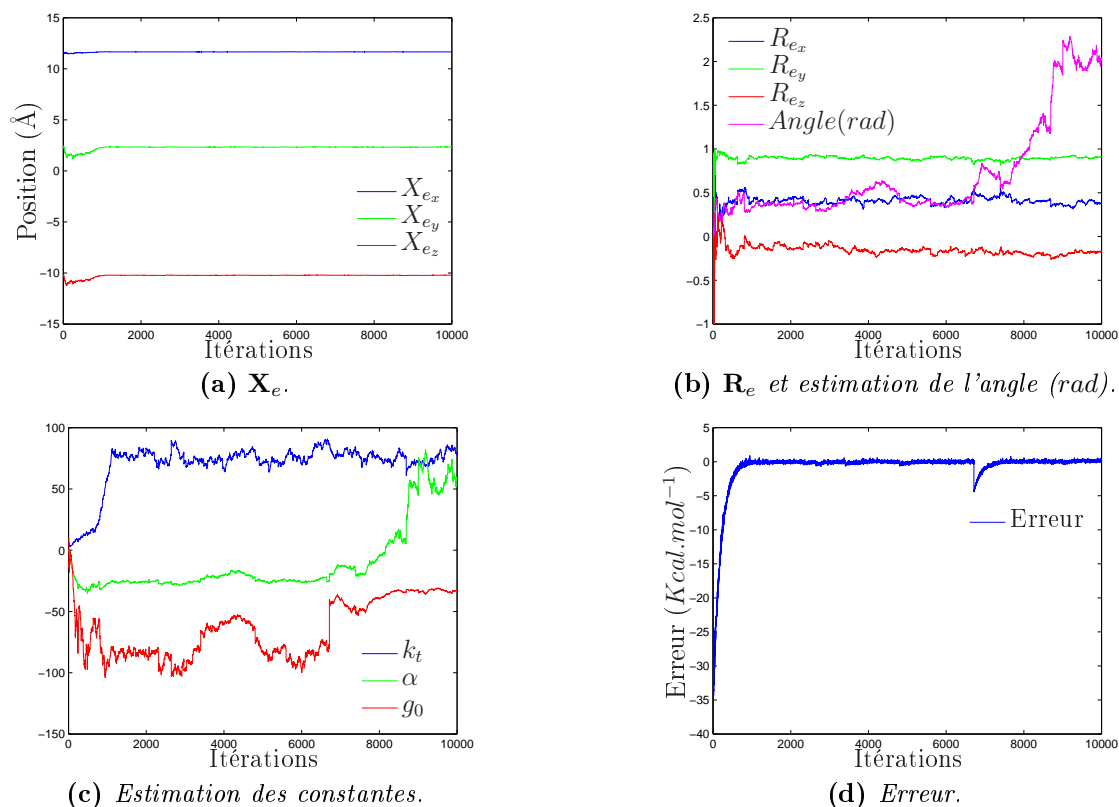 15
10
5
0
−5
−10
−15
Position (Å)
X_{e_x}
X_{e_y}
X_{e_z}
0 2000 4000 6000 8000 10000
Itérations
(a) X_e.
2.5
2
1.5
1
0.5
0
−0.5
−1
R_{e_x}
R_{e_y}
R_{e_z}
Angle(rad)
0 2000 4000 6000 8000 10000
Itérations
(b) R_e et estimation de l'angle (rad).
100
50
0
−50
−100
−150
k_t
α
g_0
0 2000 4000 6000 8000 10000
Itérations
(c) Estimation des constantes.
5
0
−5
−10
−15
−20
−25
−30
−35
−40
Erreur (Kcal.mol^{−1})
Erreur
0 2000 4000 6000 8000 10000
Itérations
(d) Erreur.